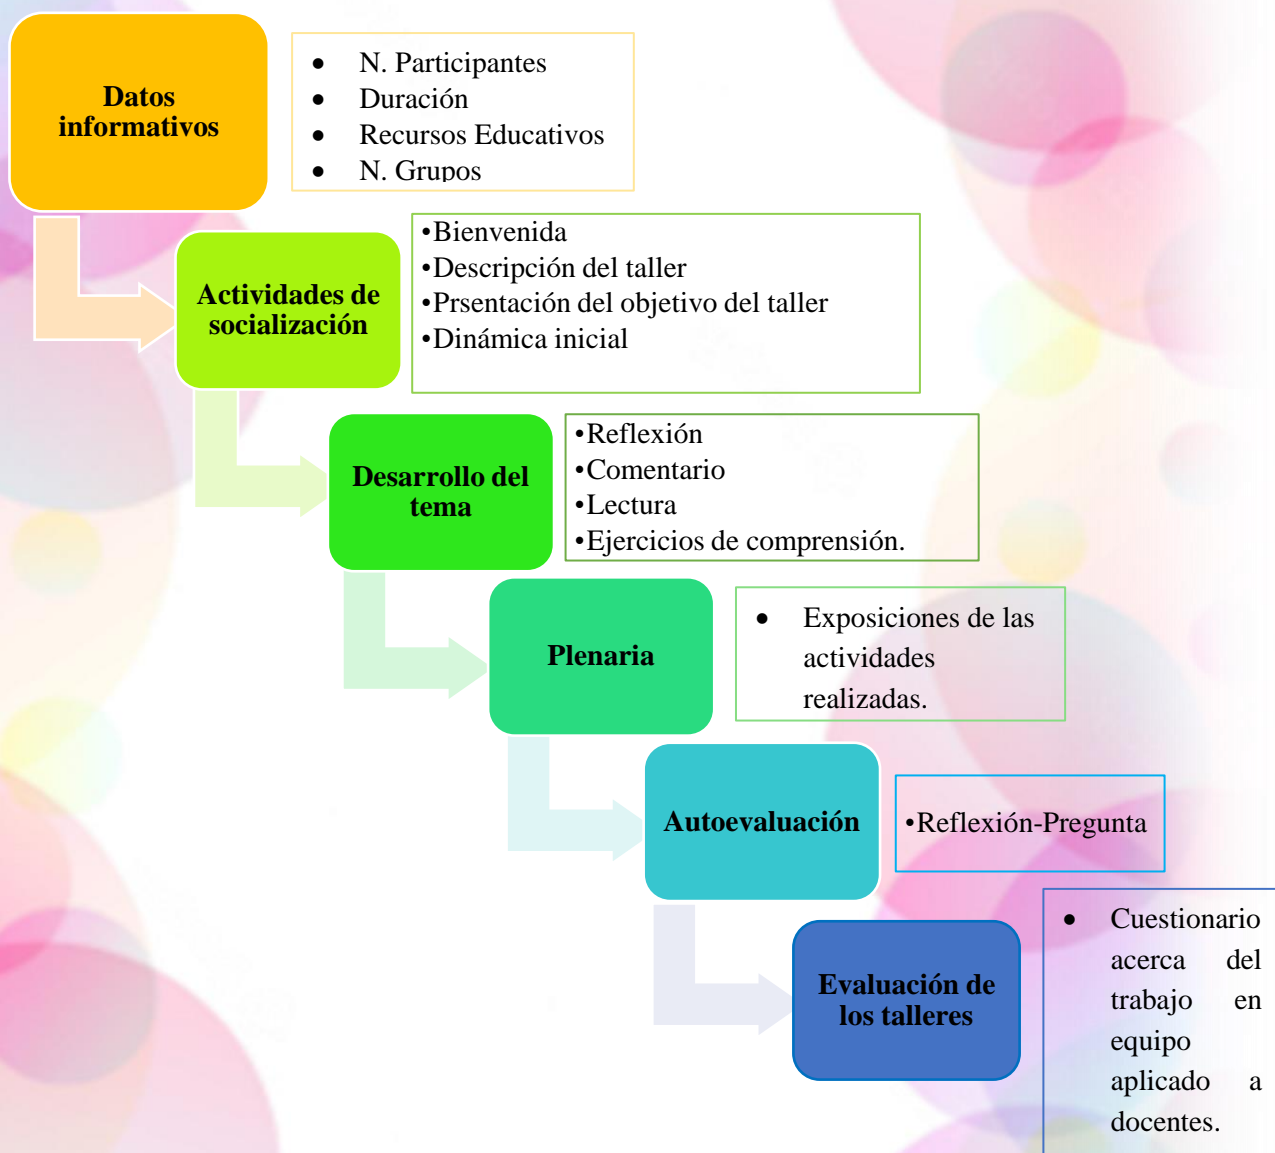 Datos
informativos
• N. Participantes
• Duración
• Recursos Educativos
• N. Grupos
Actividades de
socialización
•Bienvenida
•Descripción del taller
•Prsentación del objetivo del taller
•Dinámica inicial
Desarrollo del
tema
•Reflexión
•Comentario
•Lectura
•Ejercicios de comprensión.
Plenaria
• Exposiciones de las
actividades
realizadas.
Autoevaluación
•Reflexión-Pregunta
Evaluación de
los talleres
• Cuestionario
acerca del
trabajo en
equipo
aplicado a
docentes.